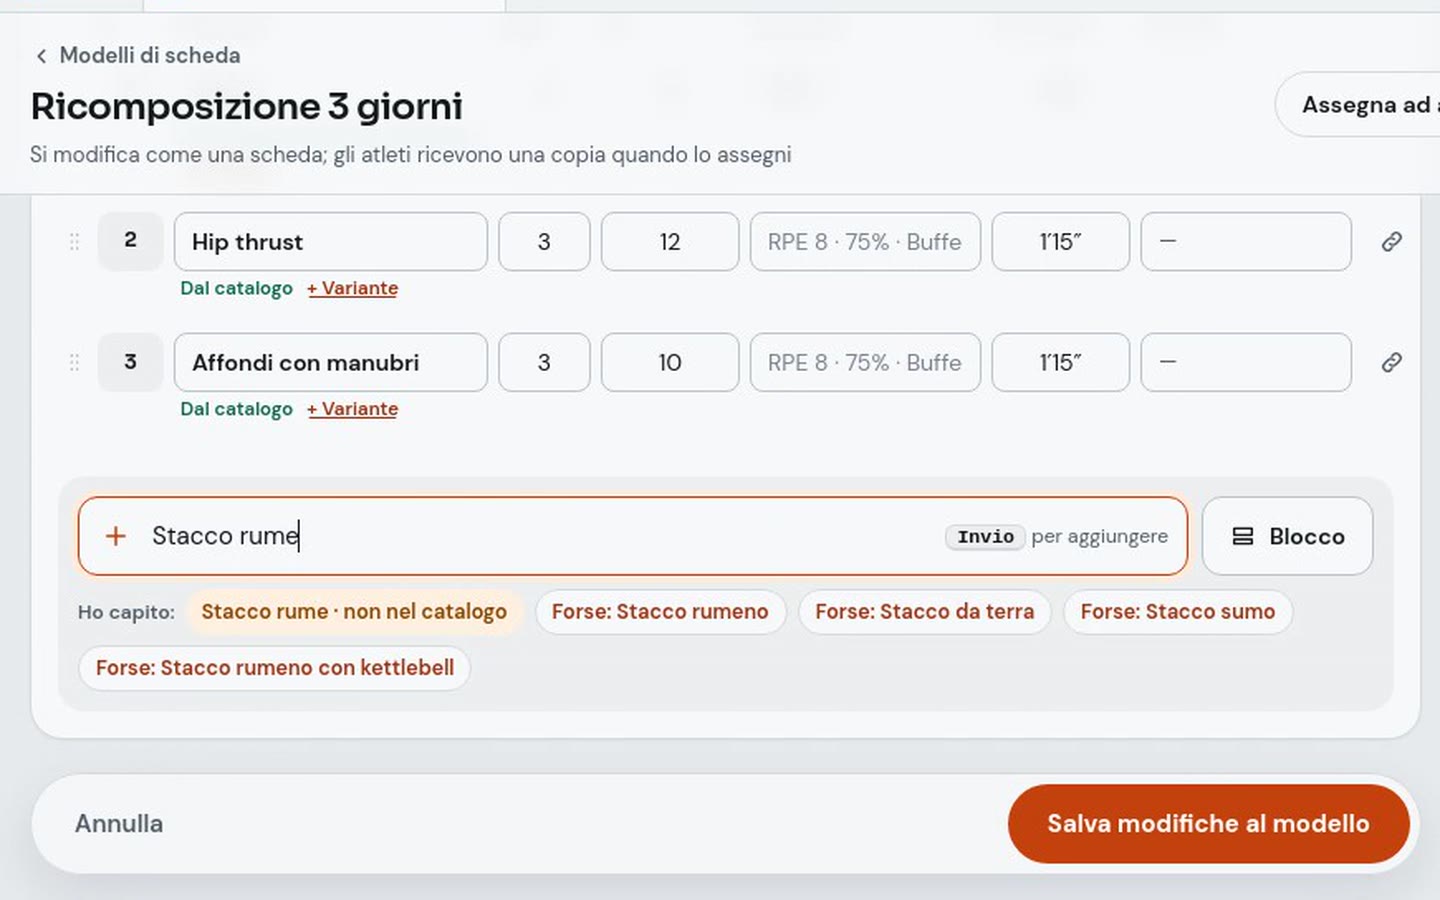 Modelli di scheda
Ricomposizione 3 giorni
Assegna ad
Si modifica come una scheda; gli atleti ricevono una copia quando lo assegni
2 Hip thrust 3 12 RPE 8 · 75% · Buffe 1′15″ —
Dal catalogo + Variante
3 Affondi con manubri 3 10 RPE 8 · 75% · Buffe 1′15″ —
Dal catalogo + Variante
+ Stacco rume Invio per aggiungere Blocco
Ho capito: Stacco rume · non nel catalogo Forse: Stacco rumeno Forse: Stacco da terra Forse: Stacco sumo
Forse: Stacco rumeno con kettlebell
Annulla Salva modifiche al modello